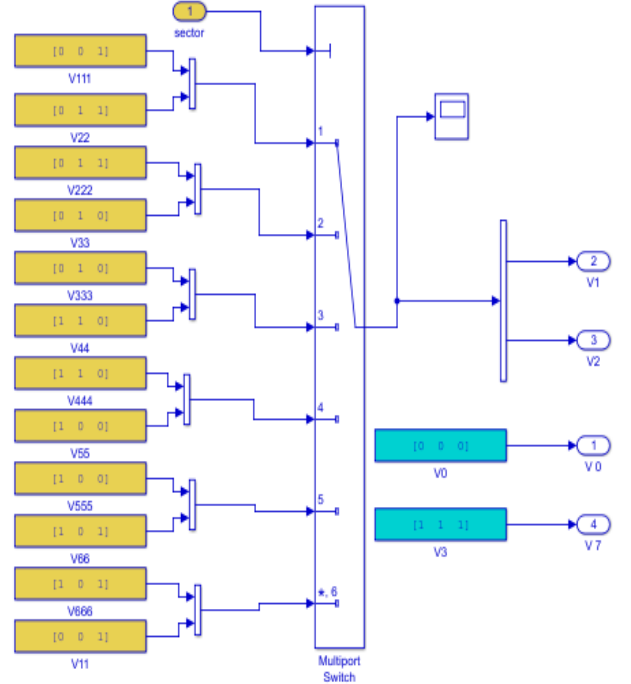 1
sector
[0 0 1]
V111
[0 1 1]
V22
[0 1 1]
V222
[0 1 0]
V33
[0 1 0]
V333
[1 1 0]
V44
[1 1 0]
V444
[1 0 0]
V55
[1 0 0]
V555
[1 0 1]
V66
[1 0 1]
V666
[0 0 1]
V11
1
2
3
4
5
*, 6
Multiport
Switch
2
V1
3
V2
[0 0 0]
V0
1
V 0
[1 1 1]
V3
4
V 7